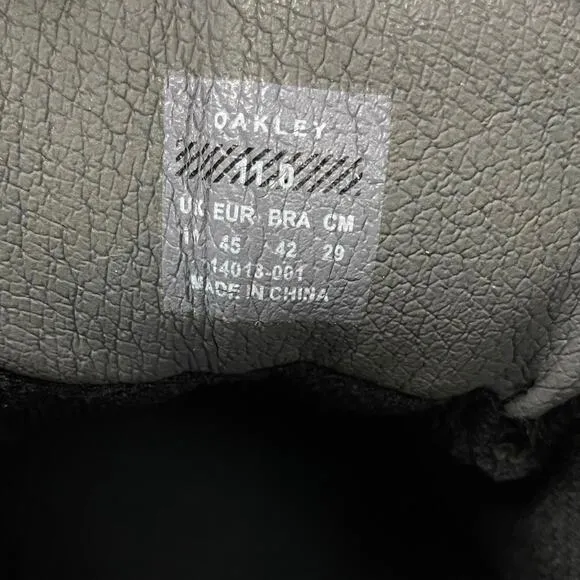 OAKLEY
11.0
UK EUR BRA CM
45 42 29
14013-001
MADE IN CHINA